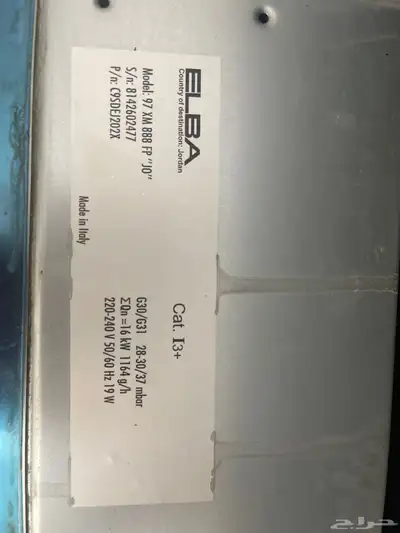 ELBA
Country of destination: Jordan
Model: 97 XM 888 FP "JO"
S/n: 8142602477
P/n: C9SDEJ202X
Made in Italy
Cat. I3+
G30/G31 28-30/37 mbar
ΣQn =16 kW 1164 g/h
220-240 V 50/60 Hz 19 W
حراج